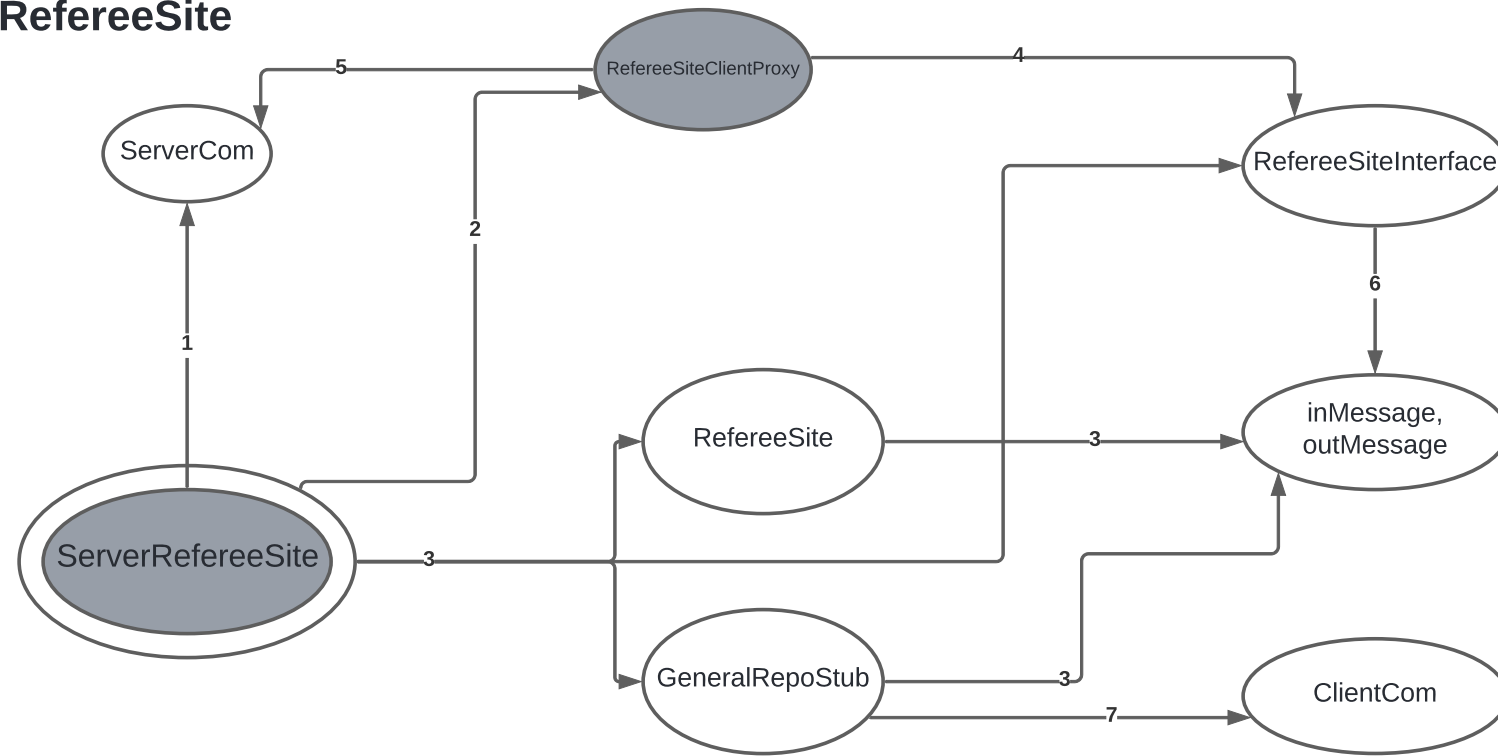 RefereeSite
RefereeSiteClientProxy
5
4
ServerCom
RefereeSiteInterface
2
6
1
inMessage,
outMessage
RefereeSite
3
ServerRefereeSite
3
GeneralRepoStub
3
ClientCom
7